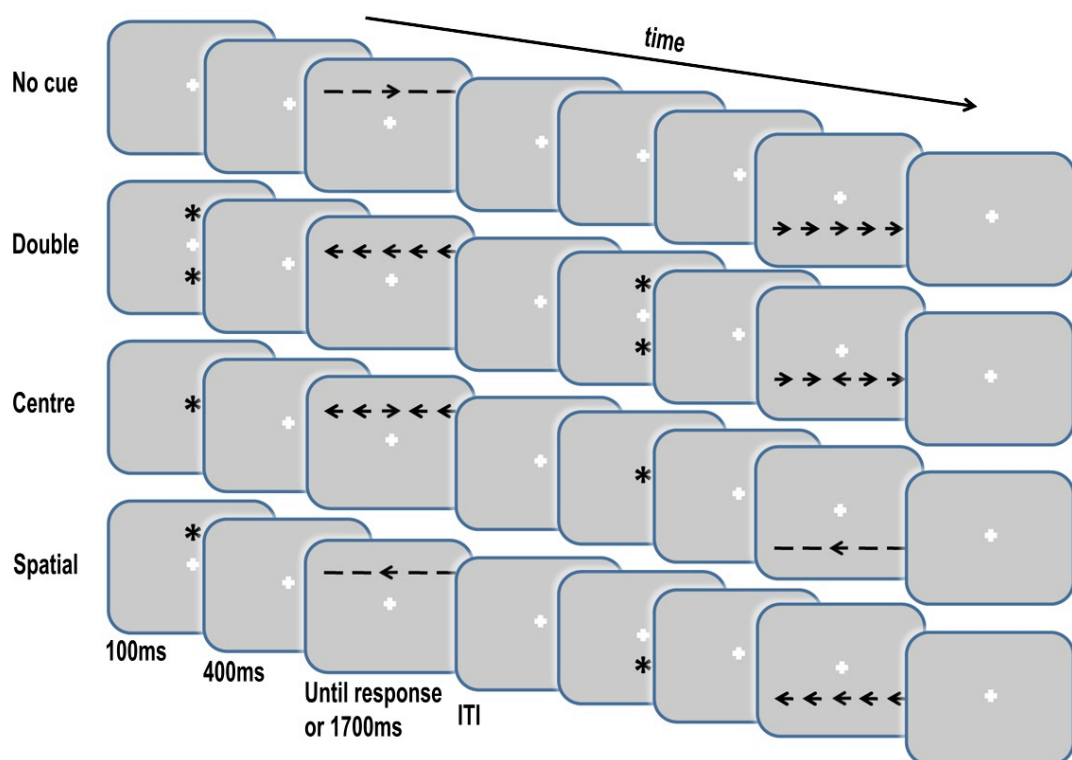 time
No cue
Double
Centre
Spatial
100ms
400ms
Until response
or 1700ms
ITI